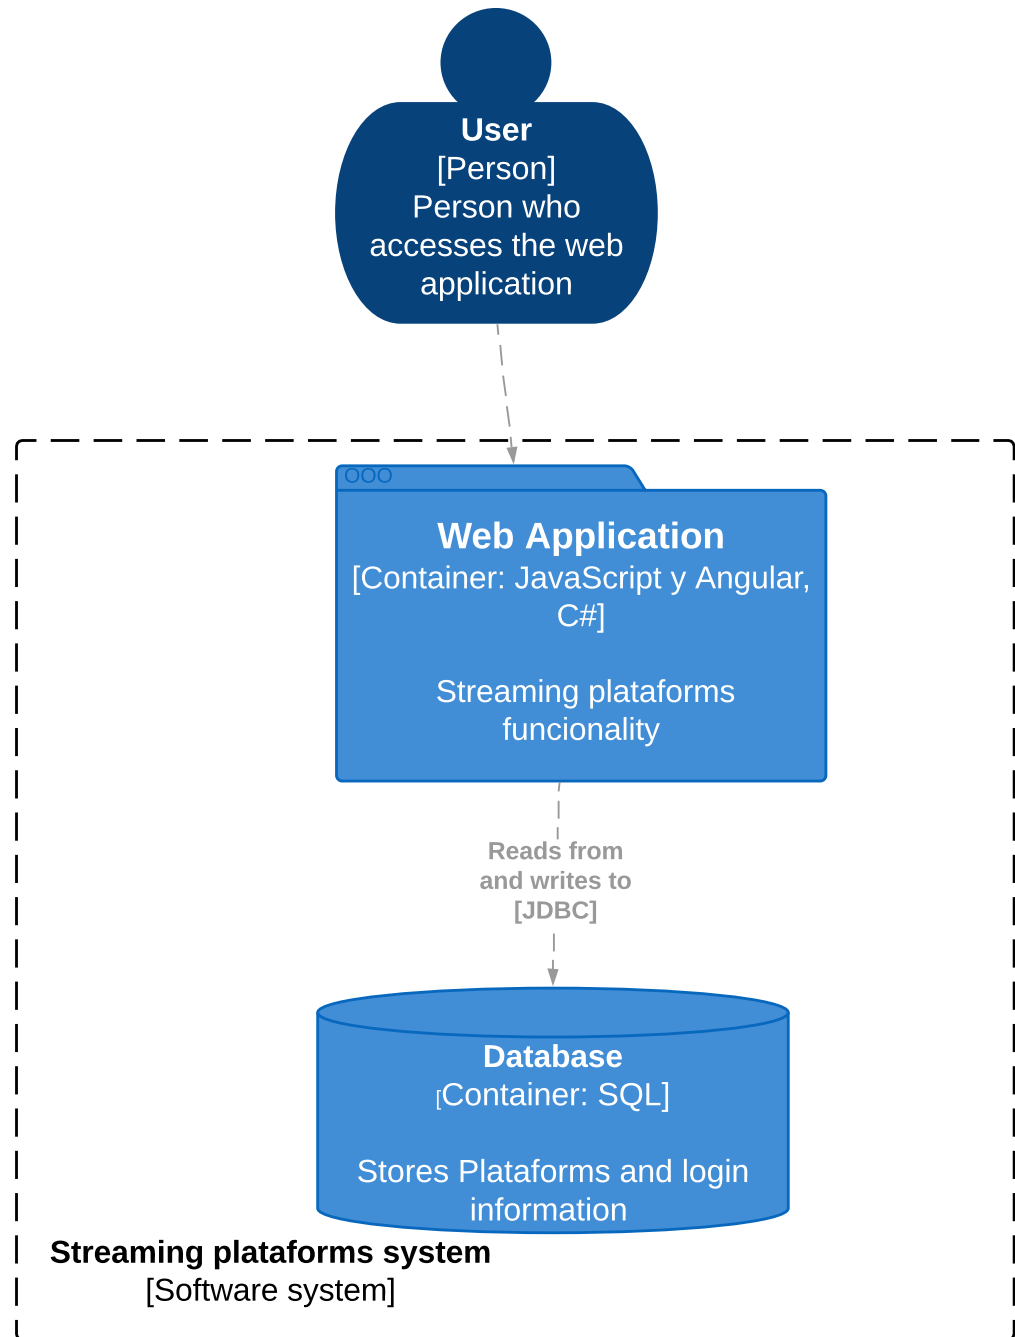 User
[Person]
Person who
accesses the web
application
OOO
Web Application
[Container: JavaScript y Angular,
C#]
Streaming plataforms
funcionality
Reads from
and writes to
[JDBC]
Database
[Container: SQL]
Stores Plataforms and login
information
Streaming plataforms system
[Software system]